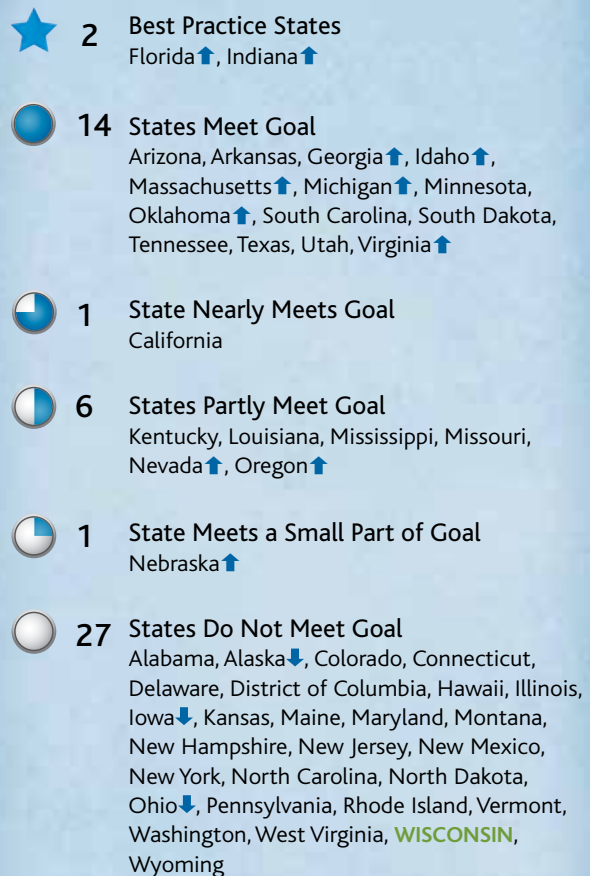 2 Best Practice States
Florida⬆, Indiana⬆
14 States Meet Goal
Arizona, Arkansas, Georgia⬆, Idaho⬆,
Massachusetts⬆, Michigan⬆, Minnesota,
Oklahoma⬆, South Carolina, South Dakota,
Tennessee, Texas, Utah, Virginia⬆
1 State Nearly Meets Goal
California
6 States Partly Meet Goal
Kentucky, Louisiana, Mississippi, Missouri,
Nevada⬆, Oregon⬆
1 State Meets a Small Part of Goal
Nebraska⬆
27 States Do Not Meet Goal
Alabama, Alaska⬇, Colorado, Connecticut,
Delaware, District of Columbia, Hawaii, Illinois,
Iowa⬇, Kansas, Maine, Maryland, Montana,
New Hampshire, New Jersey, New Mexico,
New York, North Carolina, North Dakota,
Ohio⬇, Pennsylvania, Rhode Island, Vermont,
Washington, West Virginia, WISCONSIN,
Wyoming